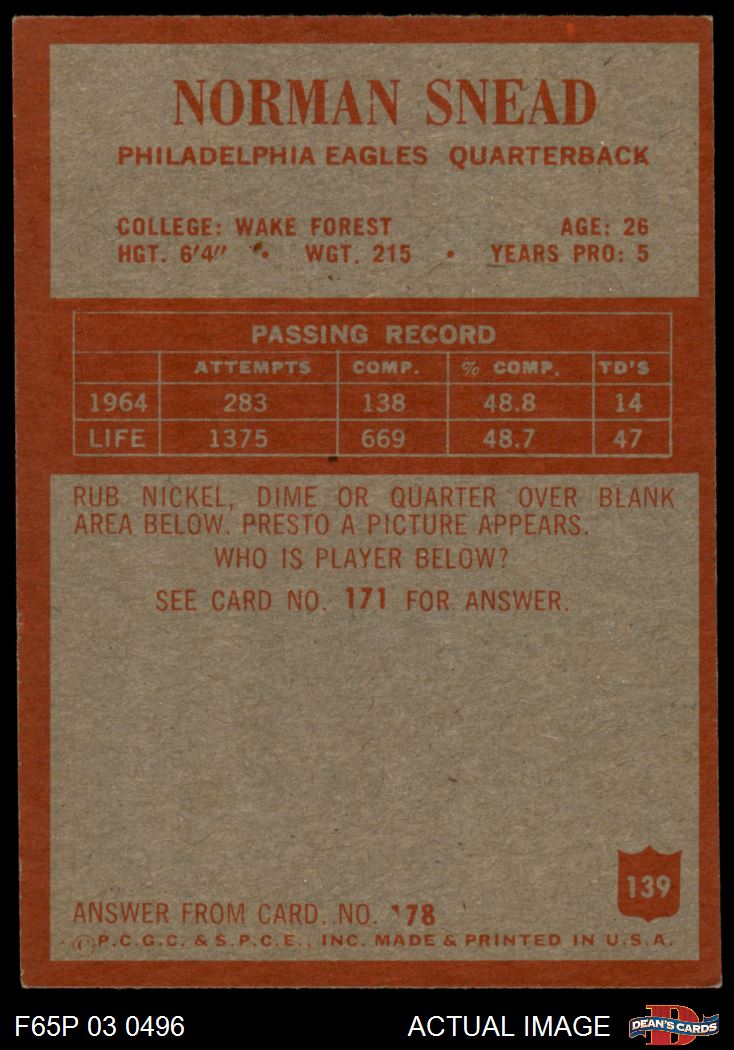 NORMAN SNEAD
PHILADELPHIA EAGLES QUARTERBACK
COLLEGE: WAKE FOREST AGE: 26
HGT. 6'4" • WGT. 215 • YEARS PRO: 5
PASSING RECORD
ATTEMPTS COMP. % COMP. TD'S
1964 283 138 48.8 14
LIFE 1375 669 48.7 47
RUB NICKEL, DIME OR QUARTER OVER BLANK
AREA BELOW. PRESTO A PICTURE APPEARS.
WHO IS PLAYER BELOW?
SEE CARD NO. 171 FOR ANSWER.
139
ANSWER FROM CARD. NO. 178
©P.C.G.C. & S.P.C.E., INC. MADE & PRINTED IN U.S.A.
F65P 03 0496 ACTUAL IMAGE
D
DEAN'S CARDS